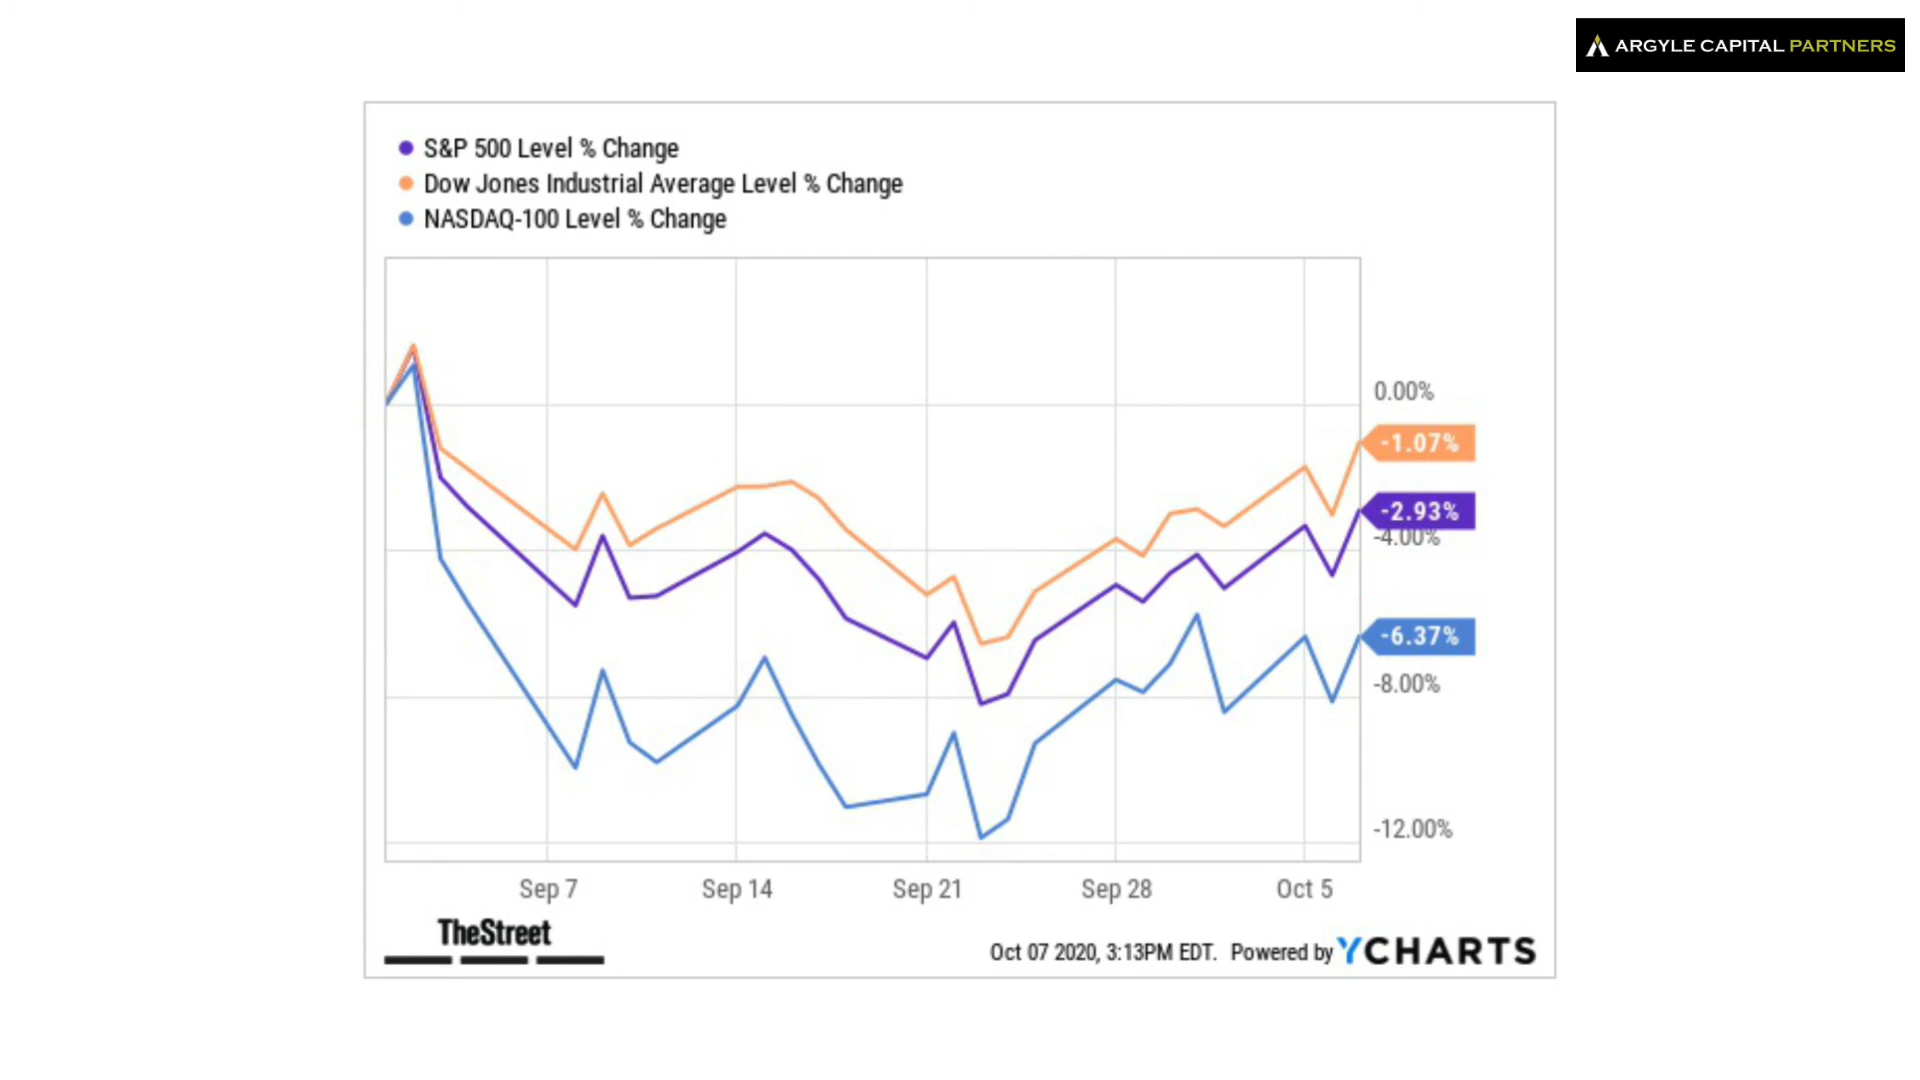 ARGYLE CAPITAL PARTNERS
S&P 500 Level % Change
Dow Jones Industrial Average Level % Change
NASDAQ-100 Level % Change
0.00%
-1.07%
-2.93%
-4.00%
-6.37%
-8.00%
-12.00%
Sep 7 Sep 14 Sep 21 Sep 28 Oct 5
TheStreet
Oct 07 2020, 3:13PM EDT. Powered by YCHARTS